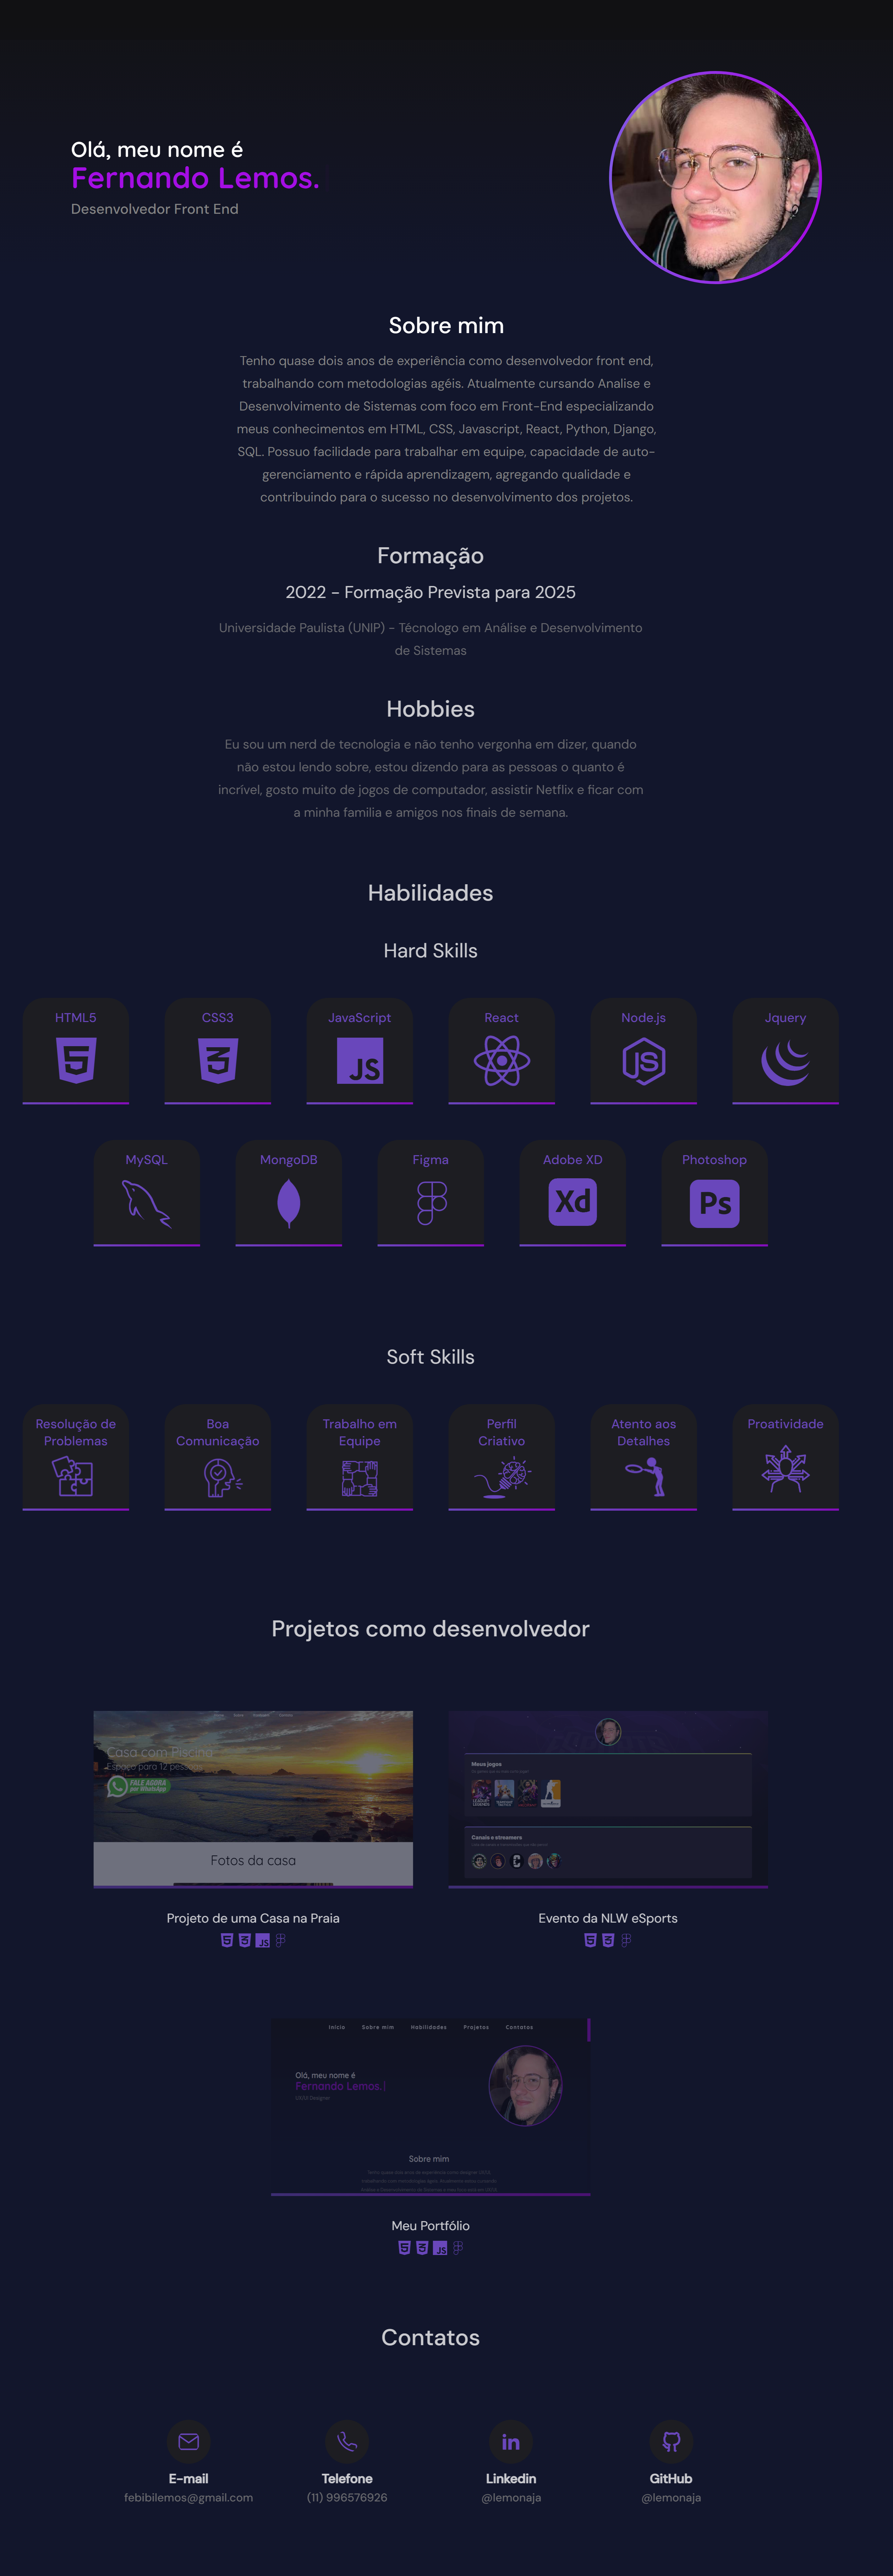 Olá, meu nome é
Fernando Lemos.
Desenvolvedor Front End
Sobre mim
Tenho quase dois anos de experiência como desenvolvedor front end,
trabalhando com metodologias agéis. Atualmente cursando Analise e
Desenvolvimento de Sistemas com foco em Front-End especializando
meus conhecimentos em HTML, CSS, Javascript, React, Python, Django,
SQL. Possuo facilidade para trabalhar em equipe, capacidade de auto-
gerenciamento e rápida aprendizagem, agregando qualidade e
contribuindo para o sucesso no desenvolvimento dos projetos.
Formação
2022 - Formação Prevista para 2025
Universidade Paulista (UNIP) - Técnologo em Análise e Desenvolvimento
de Sistemas
Hobbies
Eu sou um nerd de tecnologia e não tenho vergonha em dizer, quando
não estou lendo sobre, estou dizendo para as pessoas o quanto é
incrível, gosto muito de jogos de computador, assistir Netflix e ficar com
a minha familia e amigos nos finais de semana.
Habilidades
Hard Skills
HTML5
CSS3
JavaScript
JS
React
Node.js
JS
Jquery
MySQL
MongoDB
Figma
Adobe XD
Xd
Photoshop
Ps
Soft Skills
Resolução de
Problemas
Boa
Comunicação
Trabalho em
Equipe
Perfil
Criativo
Atento aos
Detalhes
Proatividade
Projetos como desenvolvedor
Casa com Piscina
Espaço para 12 pessoas
FALE AGORA
por WhatsApp
Fotos da casa
Projeto de uma Casa na Praia
Meus jogos
Canais e streamers
Evento da NLW eSports
Início Sobre mim Habilidades Projetos Contatos
Olá, meu nome é
Fernando Lemos.
UX/UI Designer
Sobre mim
Meu Portfólio
Contatos
E-mail
febibilemos@gmail.com
Telefone
(11) 996576926
Linkedin
@lemonaja
GitHub
@lemonaja